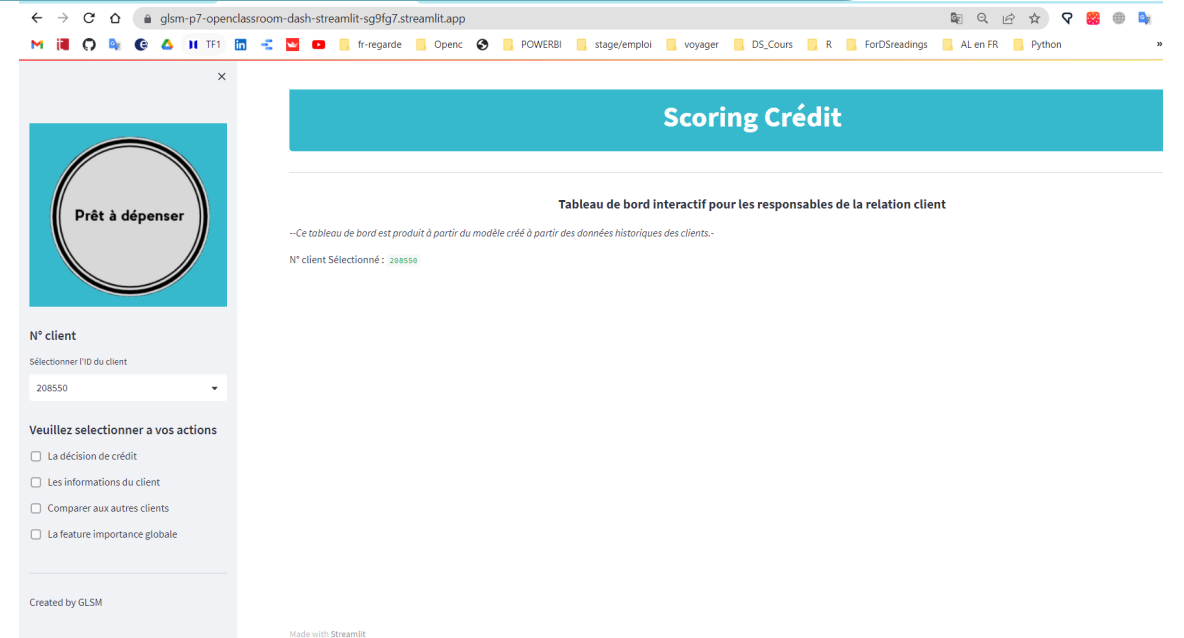 glsm-p7-openclassroom-dash-streamlit-sg9fg7.streamlit.app
TF1 fr-regarde Openc POWERBI stage/emploi voyager DS_Cours R ForDSreadings AL en FR Python »
Prêt à dépenser
N° client
Sélectionner l'ID du client
208550
Veuillez selectionner a vos actions
La décision de crédit
Les informations du client
Comparer aux autres clients
La feature importance globale
Created by GLSM
Scoring Crédit
Tableau de bord interactif pour les responsables de la relation client
--Ce tableau de bord est produit à partir du modèle créé à partir des données historiques des clients.-
N° client Sélectionné : 208550
Made with Streamlit